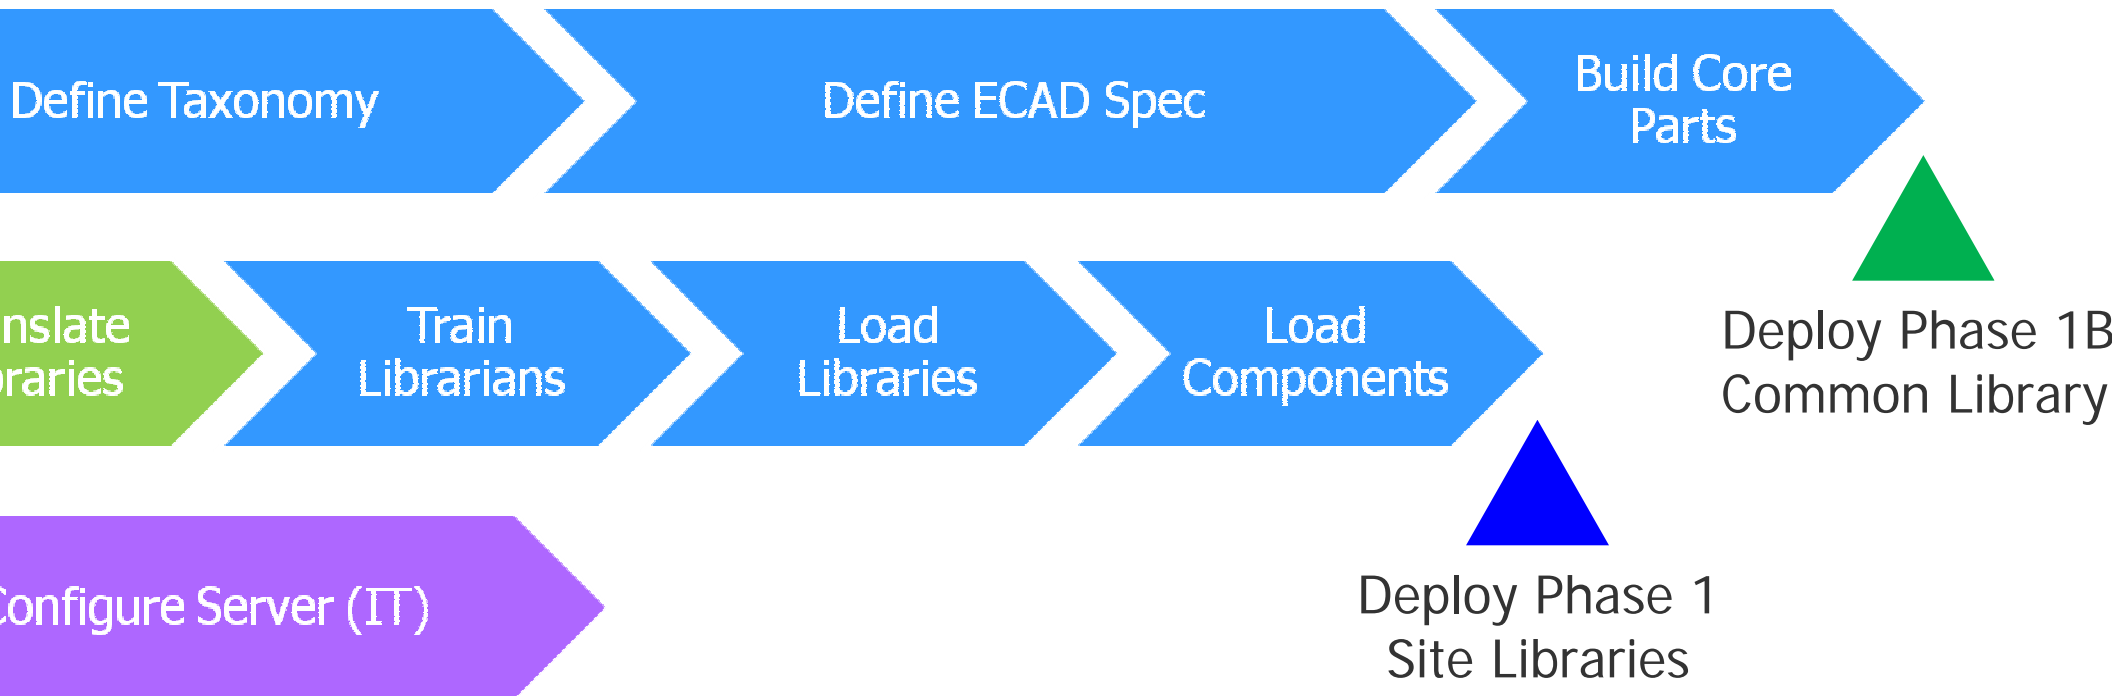 Define Taxonomy
Define ECAD Spec
Build Core
Parts
nslate
raries
Train
Librarians
Load
Libraries
Load
Components
Deploy Phase 1B
Common Library
Configure Server (IT)
Deploy Phase 1
Site Libraries